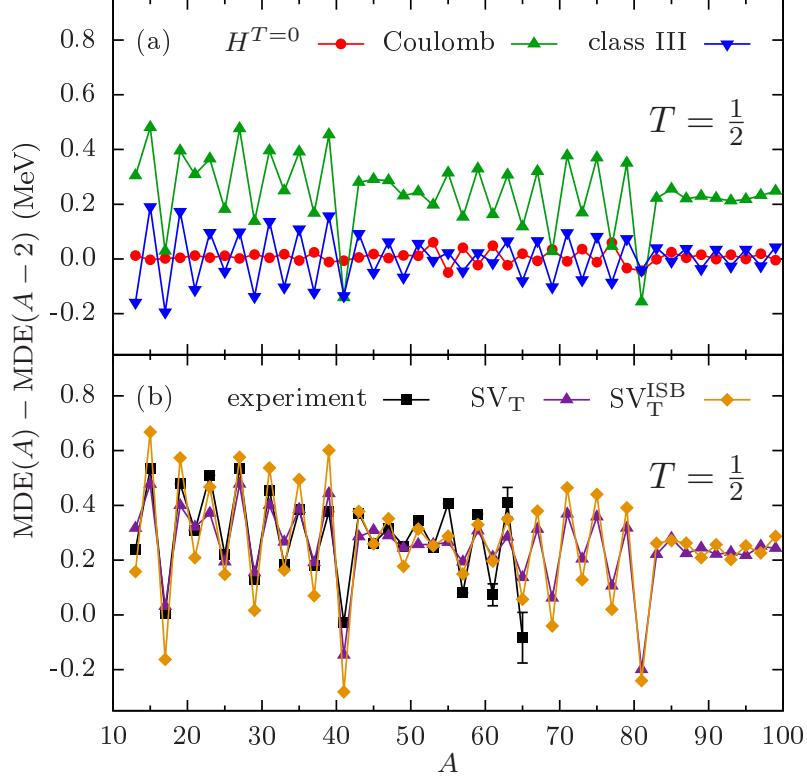 (a) H^{T=0} Coulomb class III
T = 1/2
0.8
0.6
0.4
0.2
0.0
-0.2
MDE(A) − MDE(A − 2) (MeV)
(b) experiment SV_T SV_T^{ISB}
T = 1/2
0.8
0.6
0.4
0.2
0.0
-0.2
10 20 30 40 50 60 70 80 90 100
A